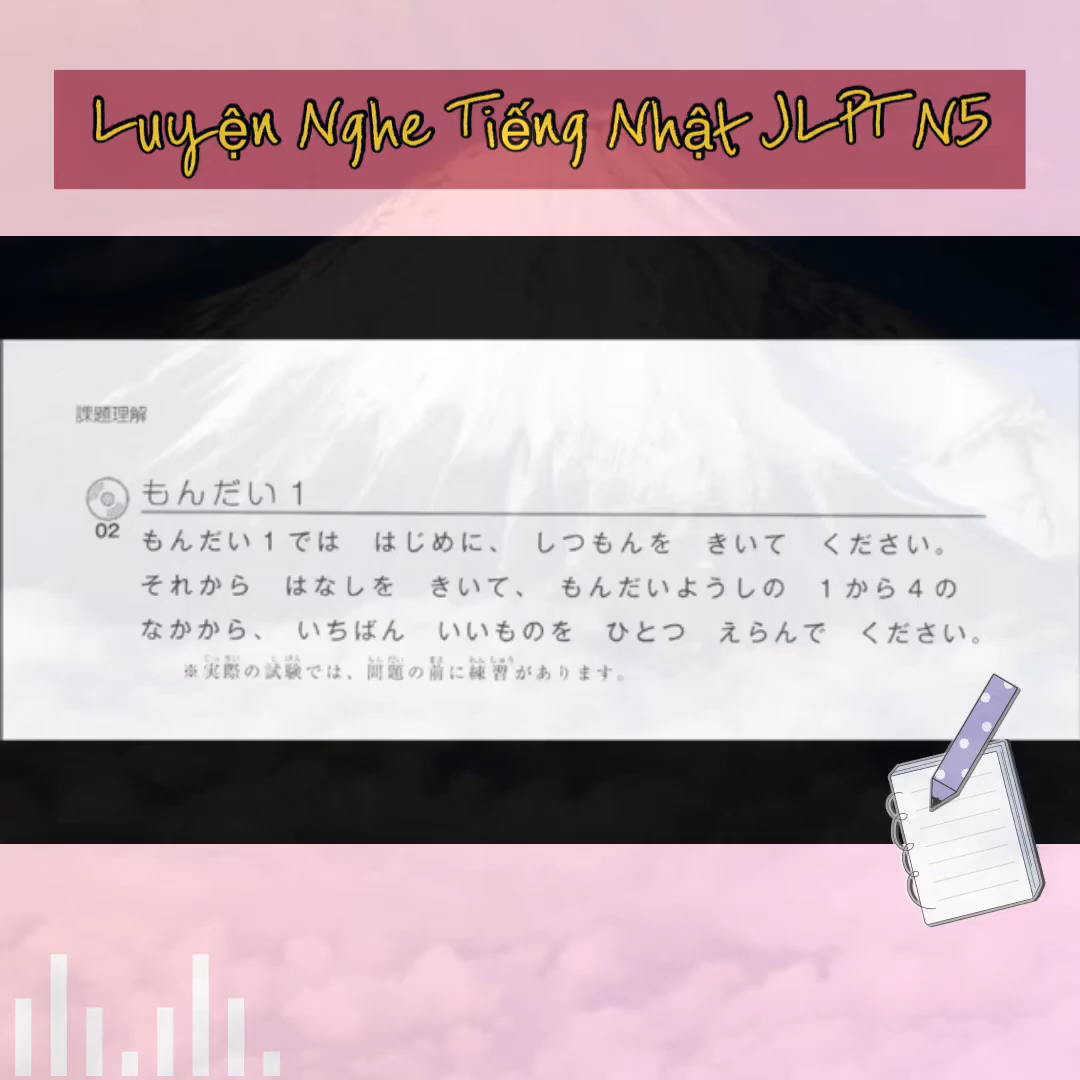 Luyện Nghe Tiếng Nhật JLPT N5
課題理解
もんだい 1
02
もんだい 1 では はじめに、 しつもんを きいて ください。
それから はなしを きいて、 もんだいようしの 1 から 4 の
なかから、 いちばん いいものを ひとつ えらんで ください。
※実際の試験では、問題の前に練習があります。